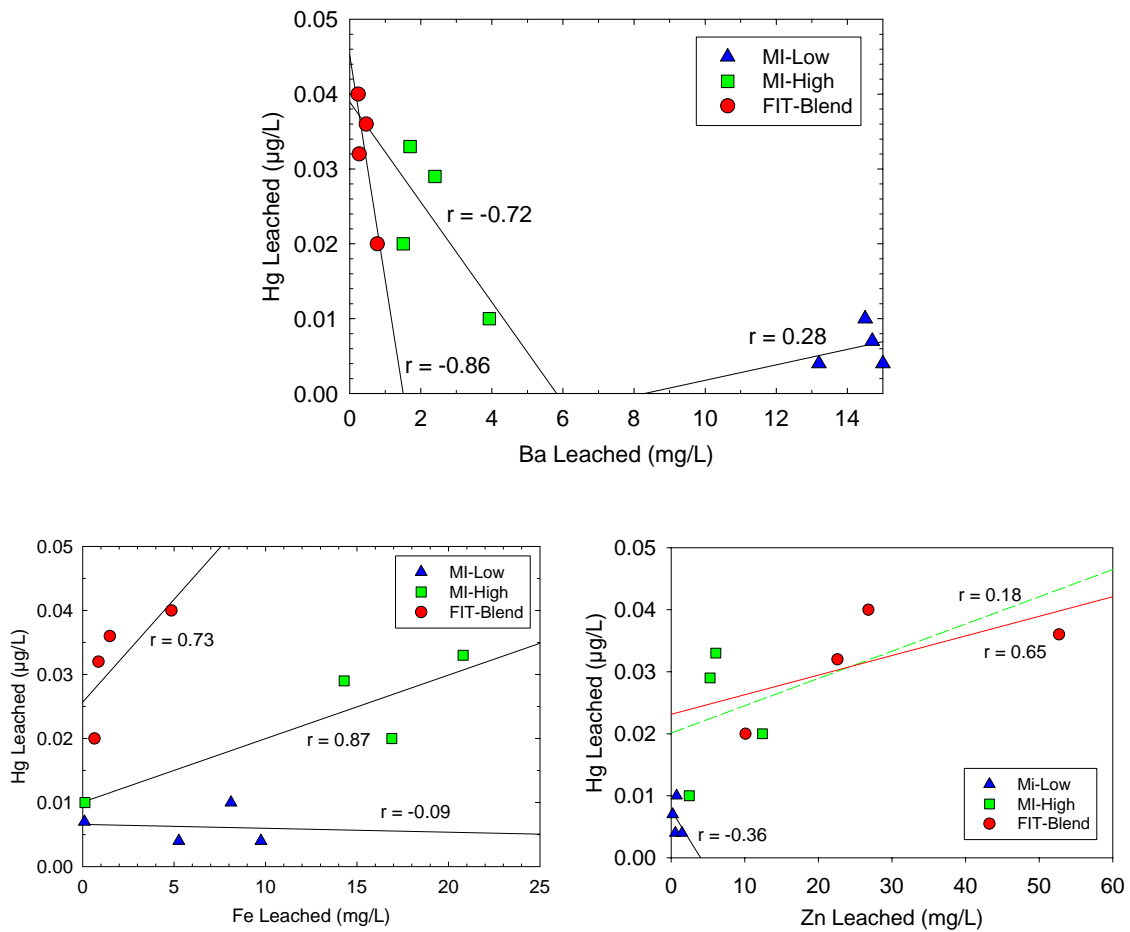 0.05
0.04
0.03
0.02
0.01
0.00
Hg Leached (µg/L)
MI-Low
MI-High
FIT-Blend
r = -0.72
r = -0.86
r = 0.28
0 2 4 6 8 10 12 14
Ba Leached (mg/L)
0.05
0.04
0.03
0.02
0.01
0.00
Hg Leached (µg/L)
MI-Low
MI-High
FIT-Blend
r = 0.73
r = 0.87
r = -0.09
0 5 10 15 20 25
Fe Leached (mg/L)
0.05
0.04
0.03
0.02
0.01
0.00
Hg Leached (µg/L)
r = 0.18
r = 0.65
Mi-Low
MI-High
FIT-Blend
r = -0.36
0 10 20 30 40 50 60
Zn Leached (mg/L)